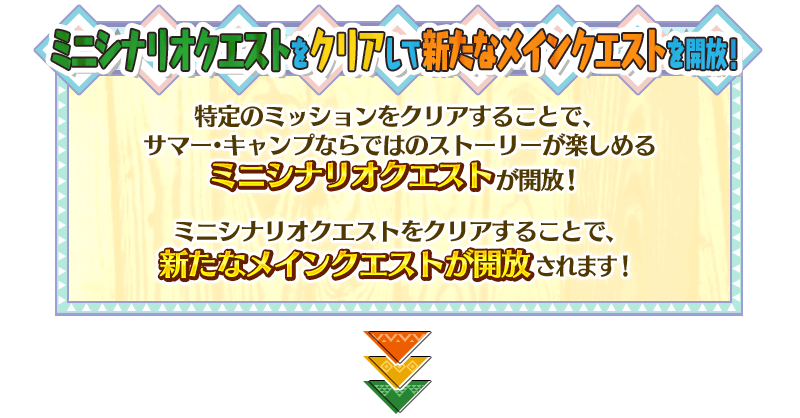 ミニシナリオクエストをクリアして新たなメインクエストを開放!
特定のミッションをクリアすることで、
サマー・キャンプならではのストーリーが楽しめる
ミニシナリオクエストが開放!
ミニシナリオクエストをクリアすることで、
新たなメインクエストが開放されます!